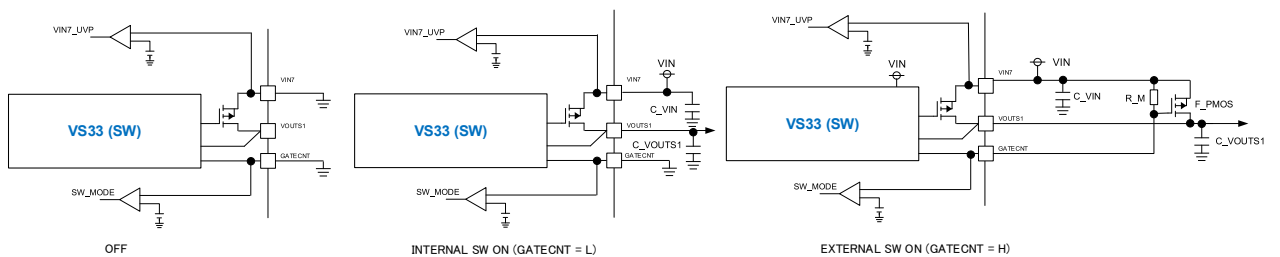 VIN7_UVP
VIN7
VS33 (SW)
VOUTS1
GATECNT
SW_MODE
OFF
VIN7_UVP
VIN
VIN7
C_VIN
VS33 (SW)
VOUTS1
C_VOUTS1
GATECNT
SW_MODE
INTERNAL SW ON (GATECNT = L)
VIN7_UVP
VIN
VIN
VIN7
C_VIN
R_M
F_PMOS
VS33 (SW)
VOUTS1
C_VOUTS1
GATECNT
SW_MODE
EXTERNAL SW ON (GATECNT = H)